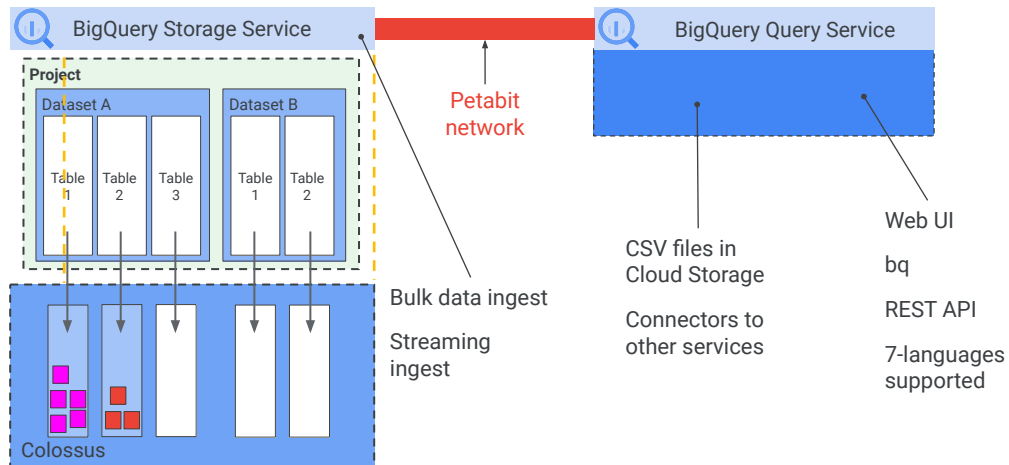 BigQuery Storage Service
BigQuery Query Service
Project
Dataset A
Dataset B
Table
1
Table
2
Table
3
Table
1
Table
2
Petabit
network
Bulk data ingest
Streaming
ingest
CSV files in
Cloud Storage
Connectors to
other services
Web UI
bq
REST API
7-languages
supported
Colossus